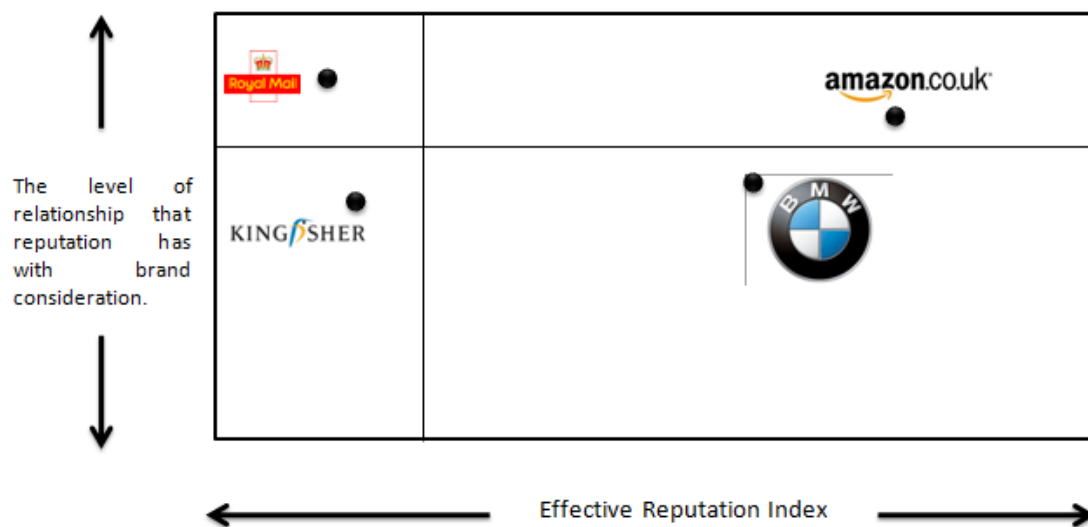 Royal Mail
amazon.co.uk
The level of
relationship that
reputation has
with brand
consideration.
KINGFISHER
BMW
Effective Reputation Index